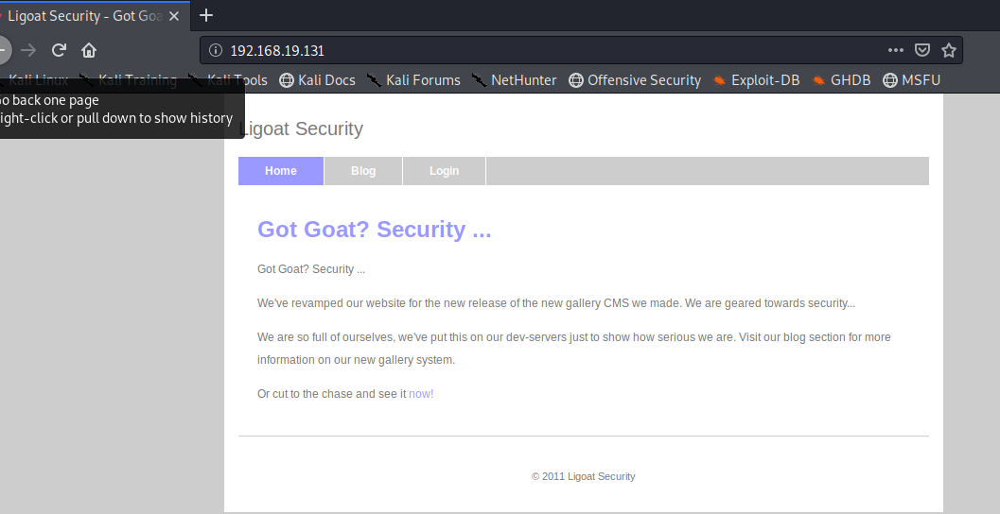 Ligoat Security - Got Goa
192.168.19.131
Kali Linux Kali Training Kali Tools Kali Docs Kali Forums NetHunter Offensive Security Exploit-DB GHDB MSFU
o back one page
ight-click or pull down to show history
Ligoat Security
Home Blog Login
Got Goat? Security ...
Got Goat? Security ...
We've revamped our website for the new release of the new gallery CMS we made. We are geared towards security...
We are so full of ourselves, we've put this on our dev-servers just to show how serious we are. Visit our blog section for more
information on our new gallery system.
Or cut to the chase and see it now!
© 2011 Ligoat Security